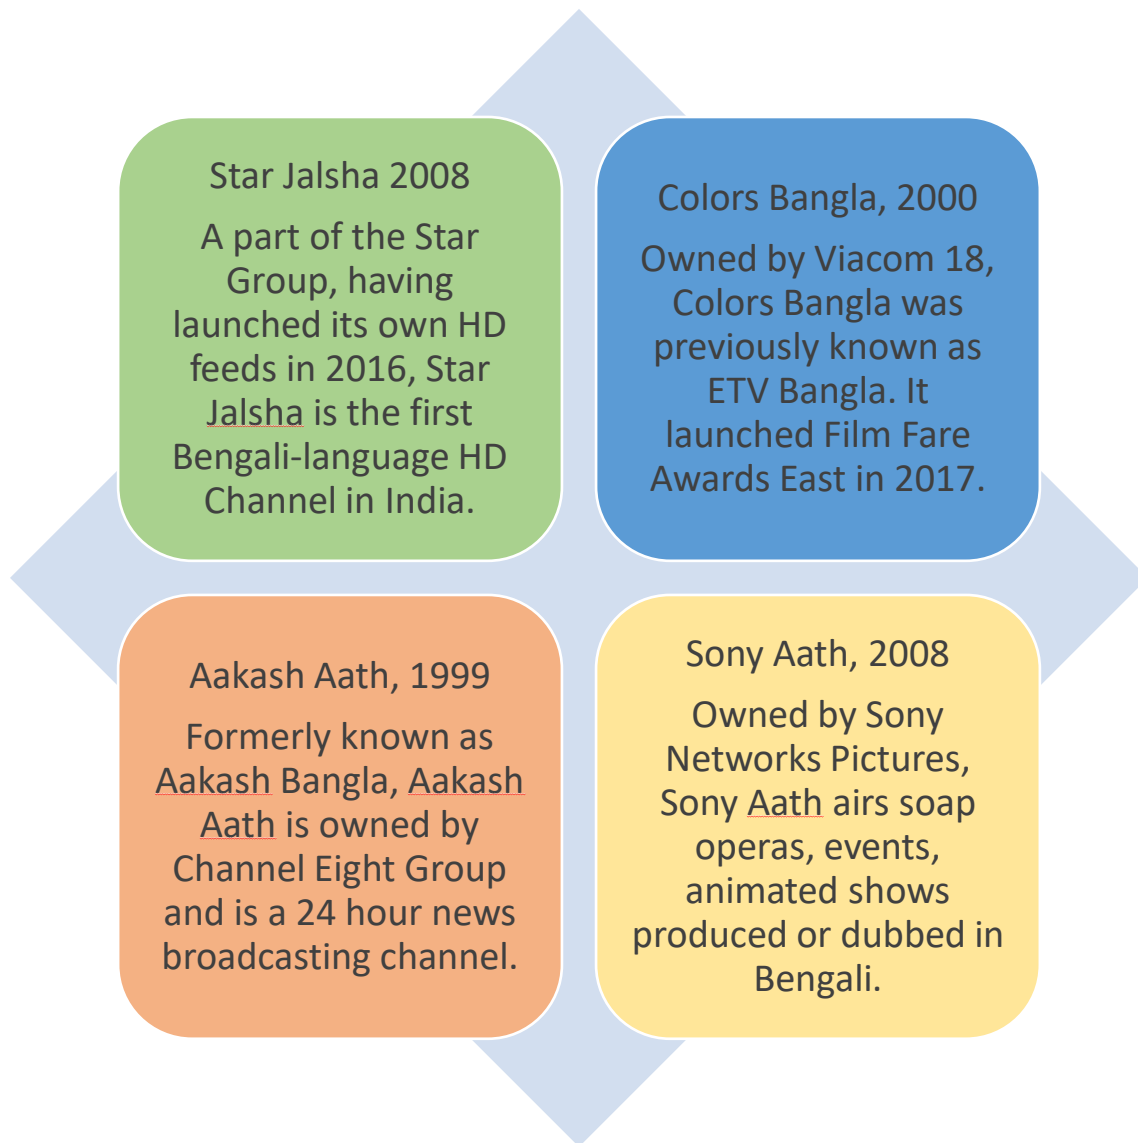 Star Jalsha 2008
A part of the Star
Group, having
launched its own HD
feeds in 2016, Star
Jalsha is the first
Bengali-language HD
Channel in India.
Colors Bangla, 2000
Owned by Viacom 18,
Colors Bangla was
previously known as
ETV Bangla. It
launched Film Fare
Awards East in 2017.
Aakash Aath, 1999
Formerly known as
Aakash Bangla, Aakash
Aath is owned by
Channel Eight Group
and is a 24 hour news
broadcasting channel.
Sony Aath, 2008
Owned by Sony
Networks Pictures,
Sony Aath airs soap
operas, events,
animated shows
produced or dubbed in
Bengali.